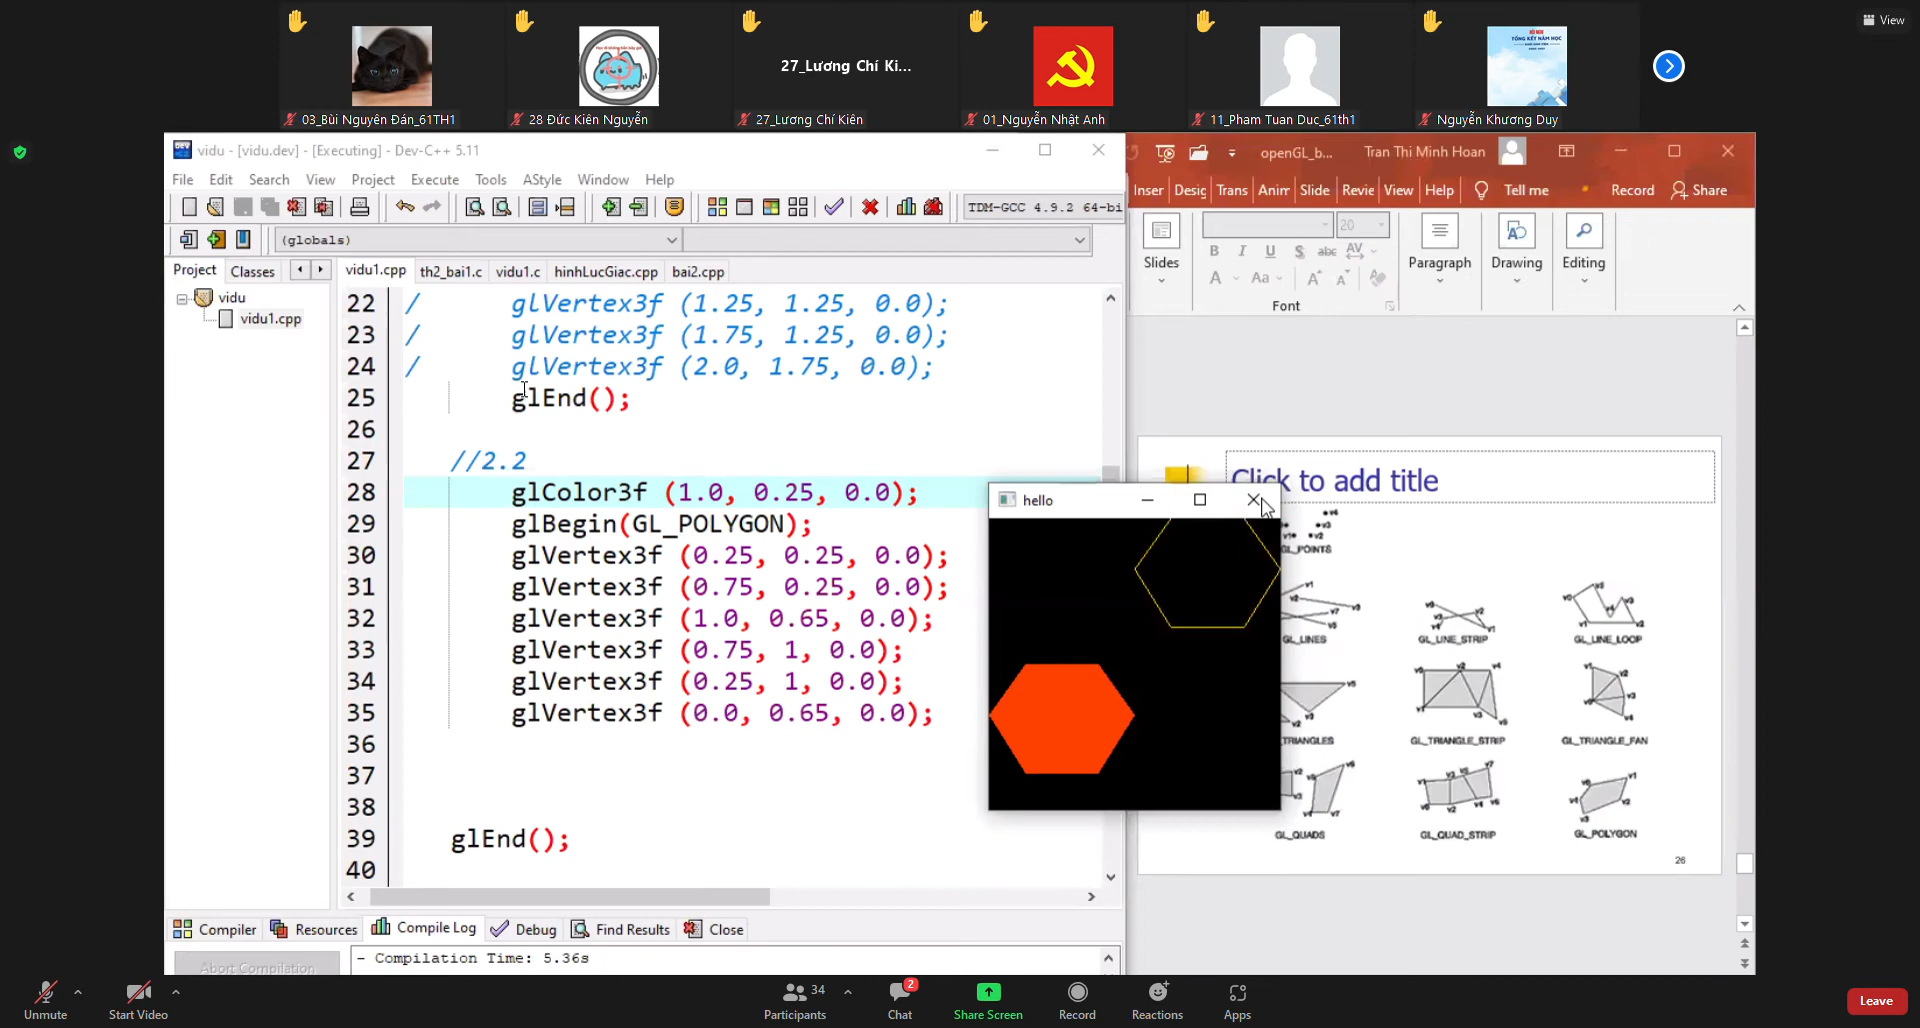 View
TỔNG KẾT NĂM HỌC
27_Lương Chí Ki...
03_Bùi Nguyên Đán_61TH1
28 Đức Kiên Nguyễn
27_Lương Chí Kiên
01_Nguyễn Nhật Anh
11_Pham Tuan Duc_61th1
Nguyễn Khương Duy
vidu - [vidu.dev] - [Executing] - Dev-C++ 5.11
File Edit Search View Project Execute Tools AStyle Window Help
TDM-GCC 4.9.2 64-bi
(globals)
Project Classes
vidu1.cpp th2_bai1.c vidu1.c hinhLucGiac.cpp bai2.cpp
vidu
vidu1.cpp
22 / glVertex3f (1.25, 1.25, 0.0);
23 / glVertex3f (1.75, 1.25, 0.0);
24 / glVertex3f (2.0, 1.75, 0.0);
25 glEnd();
26
27 //2.2
28 glColor3f (1.0, 0.25, 0.0);
29 glBegin(GL_POLYGON);
30 glVertex3f (0.25, 0.25, 0.0);
31 glVertex3f (0.75, 0.25, 0.0);
32 glVertex3f (1.0, 0.65, 0.0);
33 glVertex3f (0.75, 1, 0.0);
34 glVertex3f (0.25, 1, 0.0);
35 glVertex3f (0.0, 0.65, 0.0);
36
37
38
39 glEnd();
40
Compiler Resources Compile Log Debug Find Results Close
Abort Compilation
- Compilation Time: 5.36s
hello
openGL_b... Tran Thi Minh Hoan
Inser Desig Trans Anirr Slide Revie View Help Tell me Record Share
20
B I U S abc AV
A Aa A A
Slides Paragraph Drawing Editing
Font
Click to add title
GL_POINTS
GL_LINES GL_LINE_STRIP GL_LINE_LOOP
TRIANGLES GL_TRIANGLE_STRIP GL_TRIANGLE_FAN
GL_QUADS GL_QUAD_STRIP GL_POLYGON
26
Unmute
Start Video
34
Participants
2
Chat
Share Screen
Record
Reactions
Apps
Leave